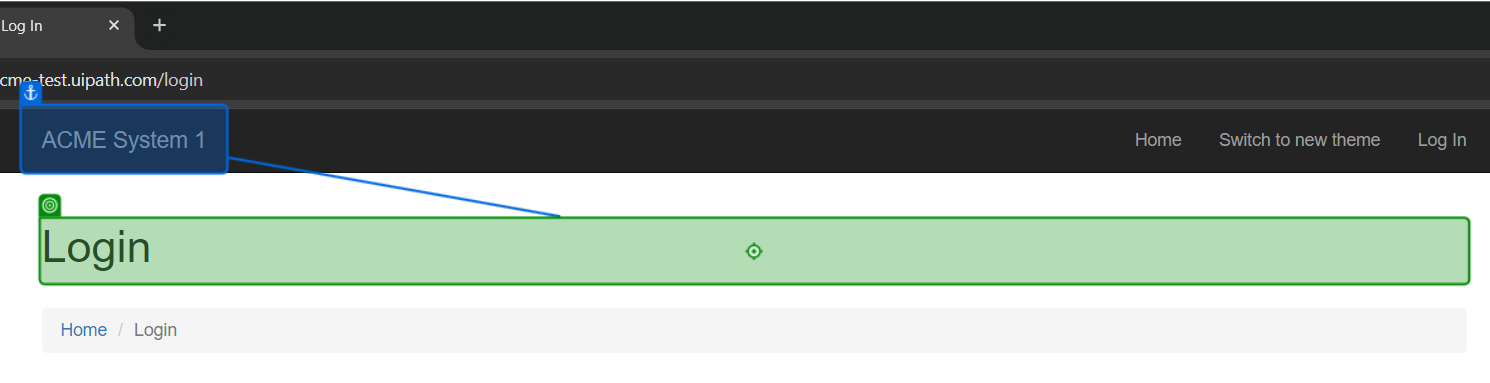 Log In
cme-test.uipath.com/login
ACME System 1 Home Switch to new theme Log In
Login
Home / Login